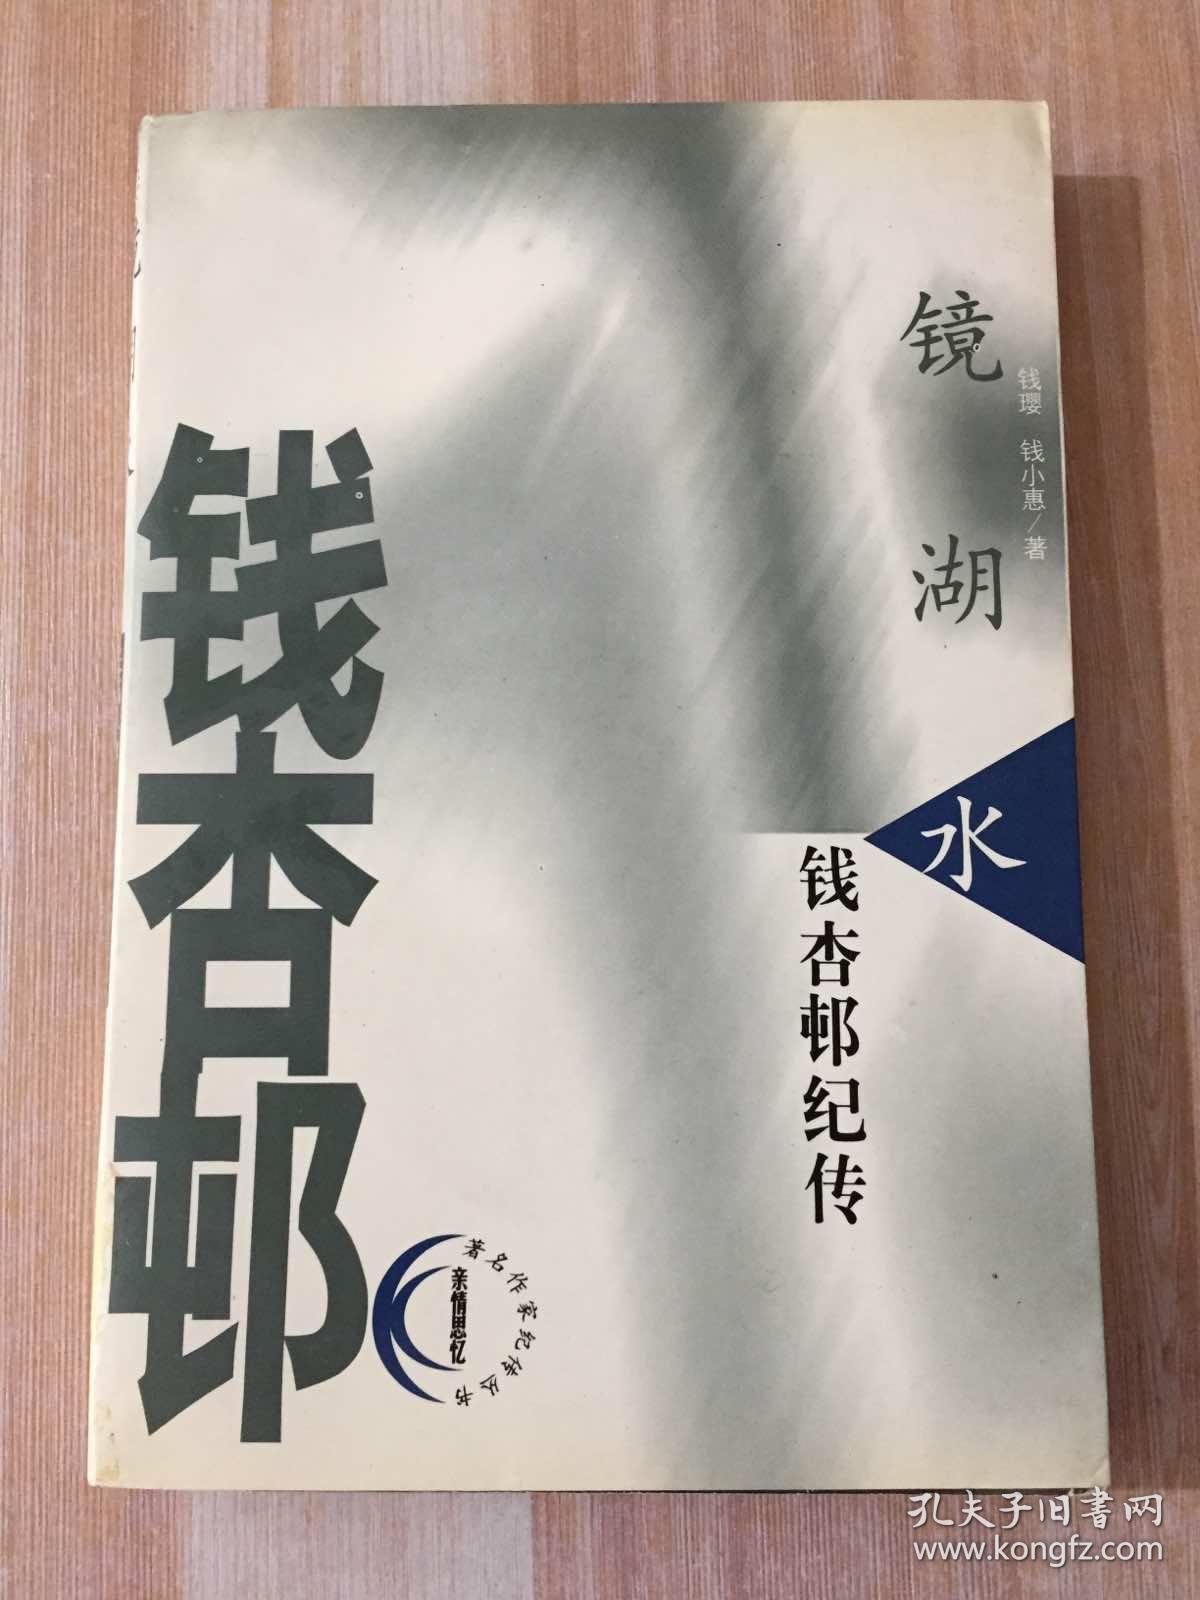 镜湖水
钱璎 钱小惠／著
钱杏邨纪传
钱杏邨
著名作家纪传丛书
亲情思忆
孔夫子旧书网
www.kongfz.com